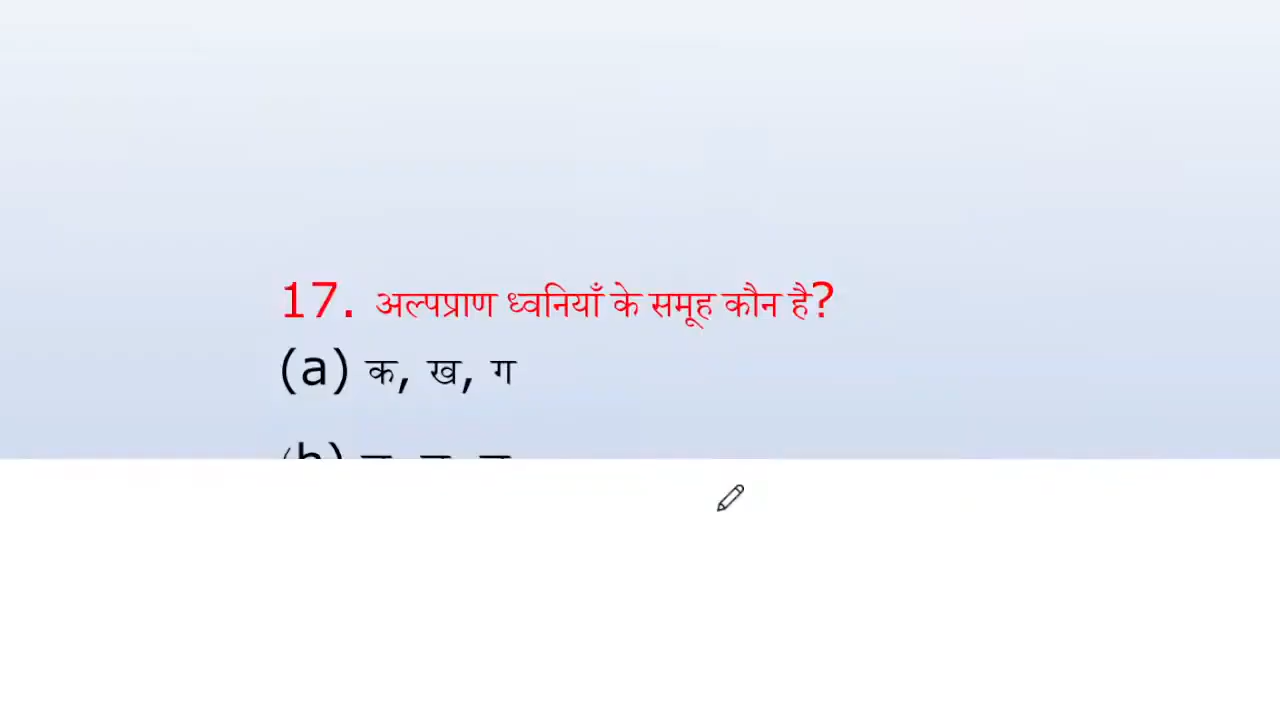 17. अल्पप्राण ध्वनियाँ के समूह कौन है?
(a) क, ख, ग
(b)